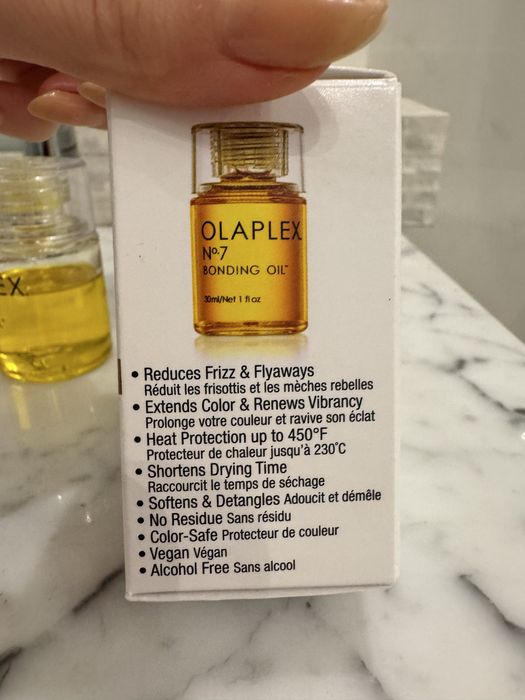 OLAPLEX
Nº.7
BONDING OIL™
30ml/Net 1 fl oz
EX.
• Reduces Frizz & Flyaways
Réduit les frisottis et les mèches rebelles
• Extends Color & Renews Vibrancy
Prolonge votre couleur et ravive son éclat
• Heat Protection up to 450°F
Protecteur de chaleur jusqu'à 230°C
• Shortens Drying Time
Raccourcit le temps de séchage
• Softens & Detangles Adoucit et démêle
• No Residue Sans résidu
• Color-Safe Protecteur de couleur
• Vegan Végan
• Alcohol Free Sans alcool